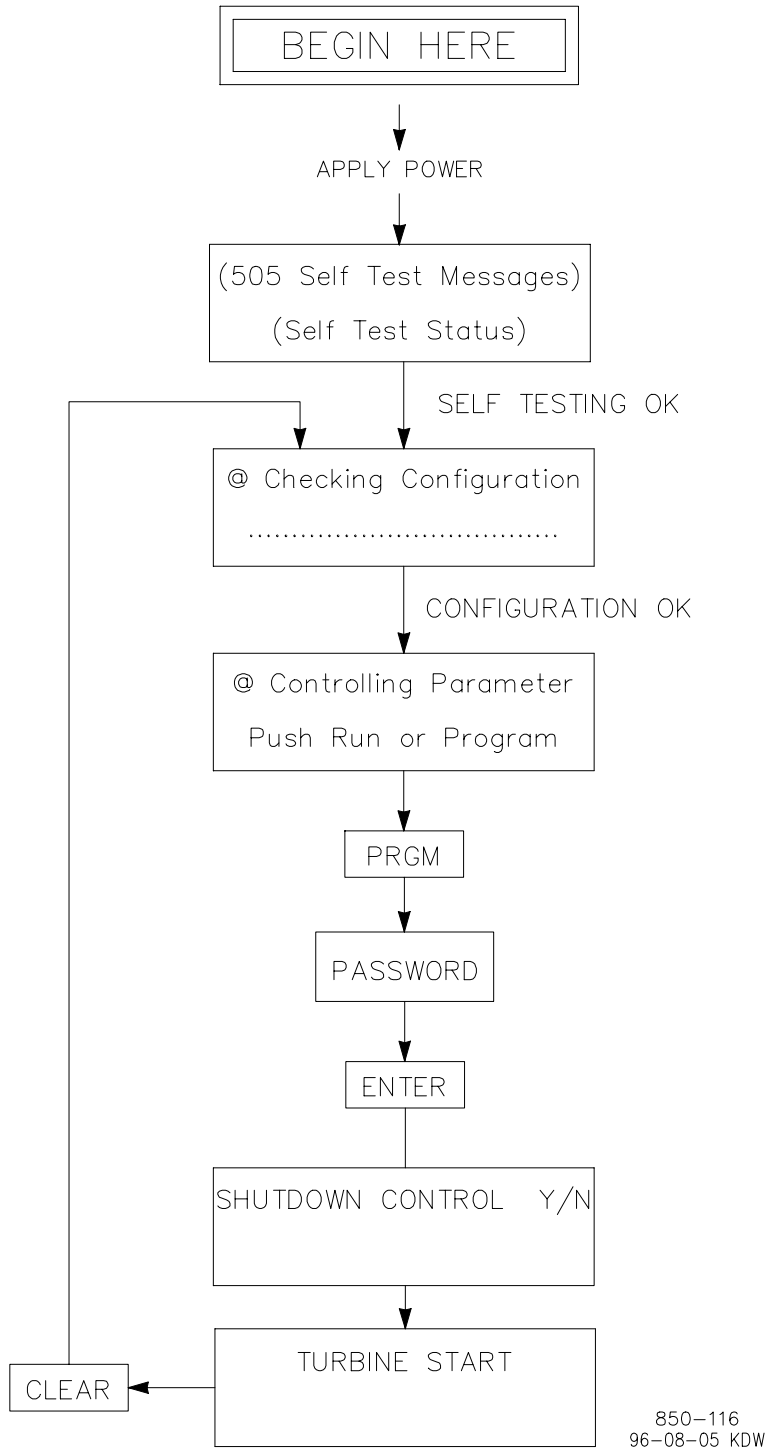 BEGIN HERE
APPLY POWER
(505 Self Test Messages)
(Self Test Status)
SELF TESTING OK
@ Checking Configuration
....................................
CONFIGURATION OK
@ Controlling Parameter
Push Run or Program
PRGM
PASSWORD
ENTER
SHUTDOWN CONTROL Y/N
TURBINE START
CLEAR
850-116
96-08-05 KDW